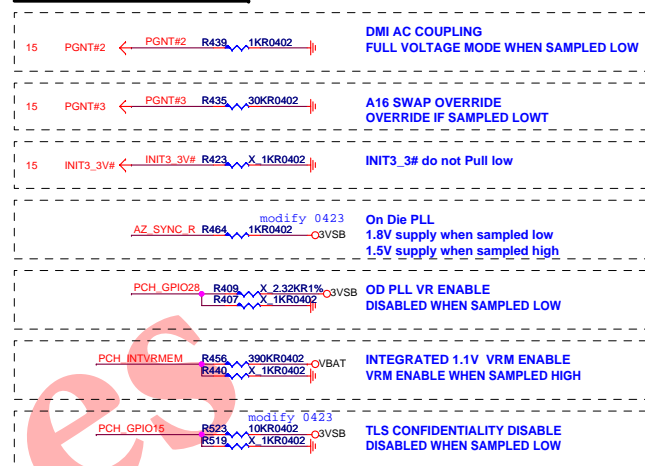 15 PGNT#2 PGNT#2 R439 1KR0402 DMI AC COUPLING
FULL VOLTAGE MODE WHEN SAMPLED LOW
15 PGNT#3 PGNT#3 R435 30KR0402 A16 SWAP OVERRIDE
OVERRIDE IF SAMPLED LOWT
15 INIT3_3V# INIT3_3V# R423 X_1KR0402 INIT3_3# do not Pull low
modify 0423 On Die PLL
AZ_SYNC_R R464 1KR0402 3VSB 1.8V supply when sampled low
1.5V supply when sampled high
PCH_GPIO28 R409 X_2.32KR1% 3VSB OD PLL VR ENABLE
R407 X_1KR0402 DISABLED WHEN SAMPLED LOW
PCH_INTVRMEM R456 390KR0402 VBAT INTEGRATED 1.1V VRM ENABLE
R440 X_1KR0402 VRM ENABLE WHEN SAMPLED HIGH
modify 0423
PCH_GPIO15 R523 10KR0402 3VSB TLS CONFIDENTIALITY DISABLE
R519 X_1KR0402 DISABLED WHEN SAMPLED LOW
es